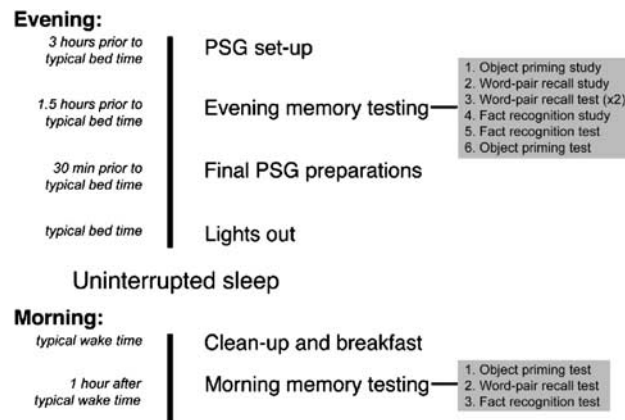 Evening:
3 hours prior to
typical bed time
PSG set-up
1.5 hours prior to
typical bed time
Evening memory testing
1. Object priming study
2. Word-pair recall study
3. Word-pair recall test (x2)
4. Fact recognition study
5. Fact recognition test
6. Object priming test
30 min prior to
typical bed time
Final PSG preparations
typical bed time
Lights out
Uninterrupted sleep
Morning:
typical wake time
Clean-up and breakfast
1 hour after
typical wake time
Morning memory testing
1. Object priming test
2. Word-pair recall test
3. Fact recognition test